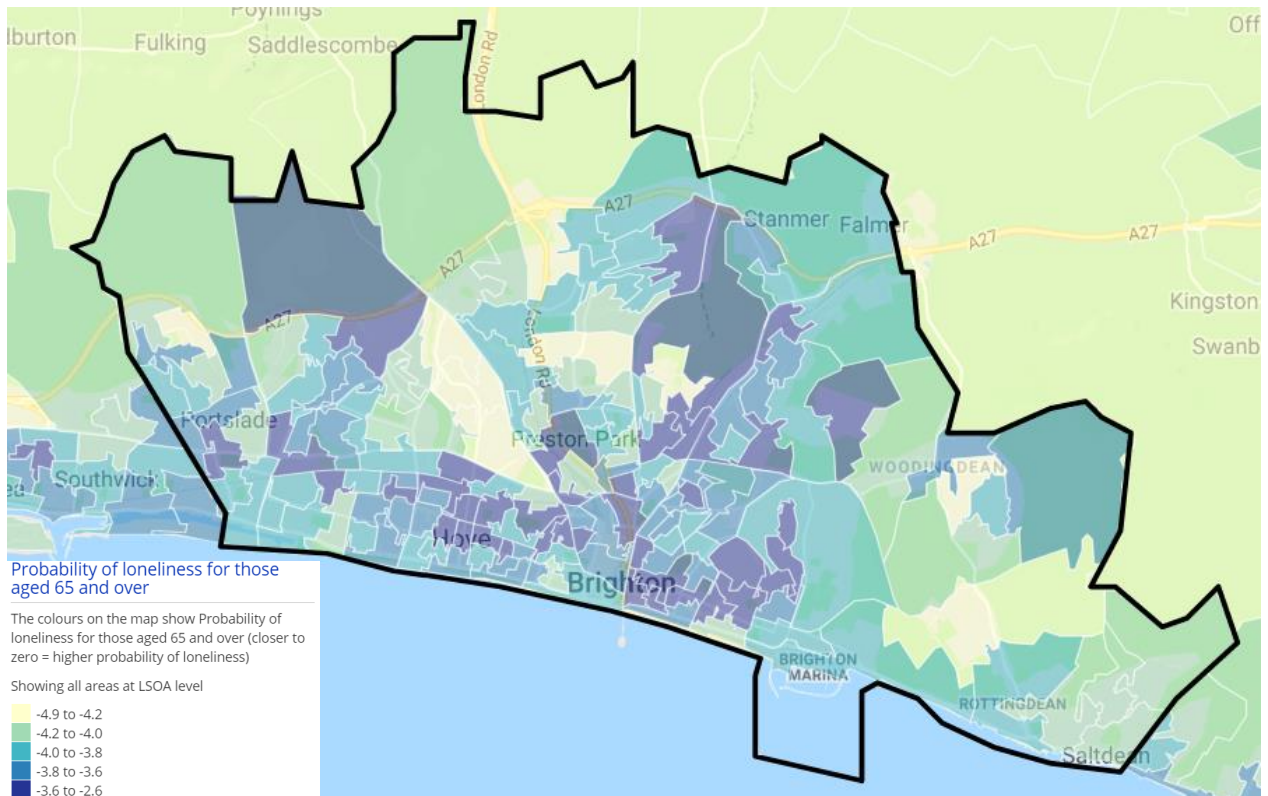 Poynings
lburton
Fulking
Saddlescombe
London Rd
Off
A27
Stanmer
Falmer
A27
A27
A27
A27
Kingston
Swanb
London Rd
Portslade
Preston Park
WOODINGDEAN
ea
Southwick
Hove
Brighton
BRIGHTON
MARINA
ROTTINGDEAN
Saltdean
Probability of loneliness for those
aged 65 and over
The colours on the map show Probability of
loneliness for those aged 65 and over (closer to
zero = higher probability of loneliness)
Showing all areas at LSOA level
-4.9 to -4.2
-4.2 to -4.0
-4.0 to -3.8
-3.8 to -3.6
-3.6 to -2.6